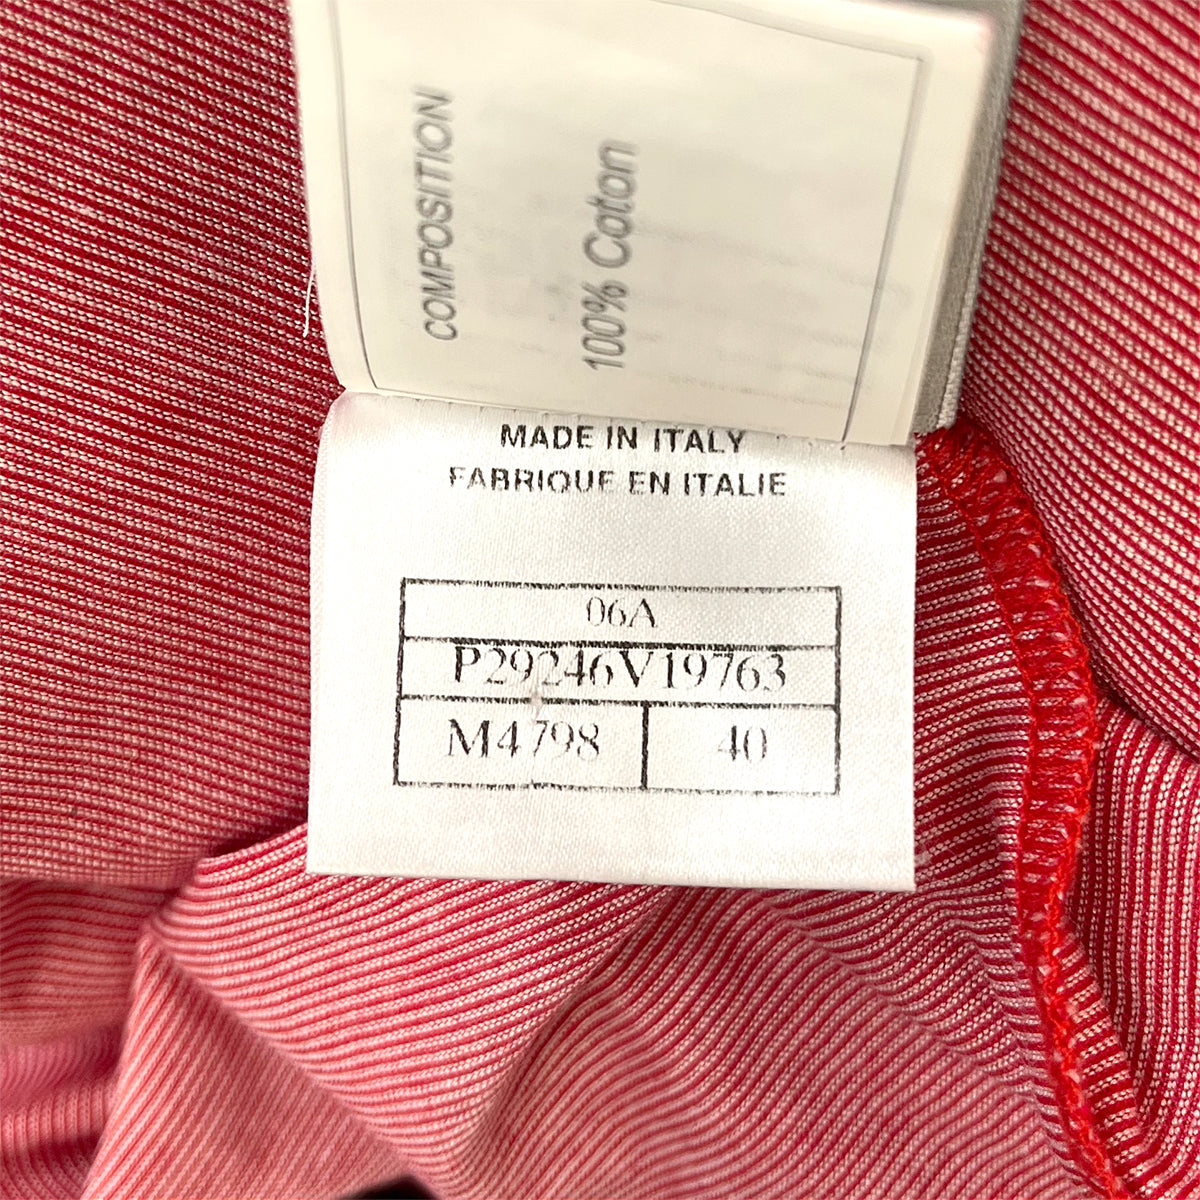 COMPOSITION
100% Coton
MADE IN ITALY
FABRIQUE EN ITALIE
06A
P29246V19763
M4798
40